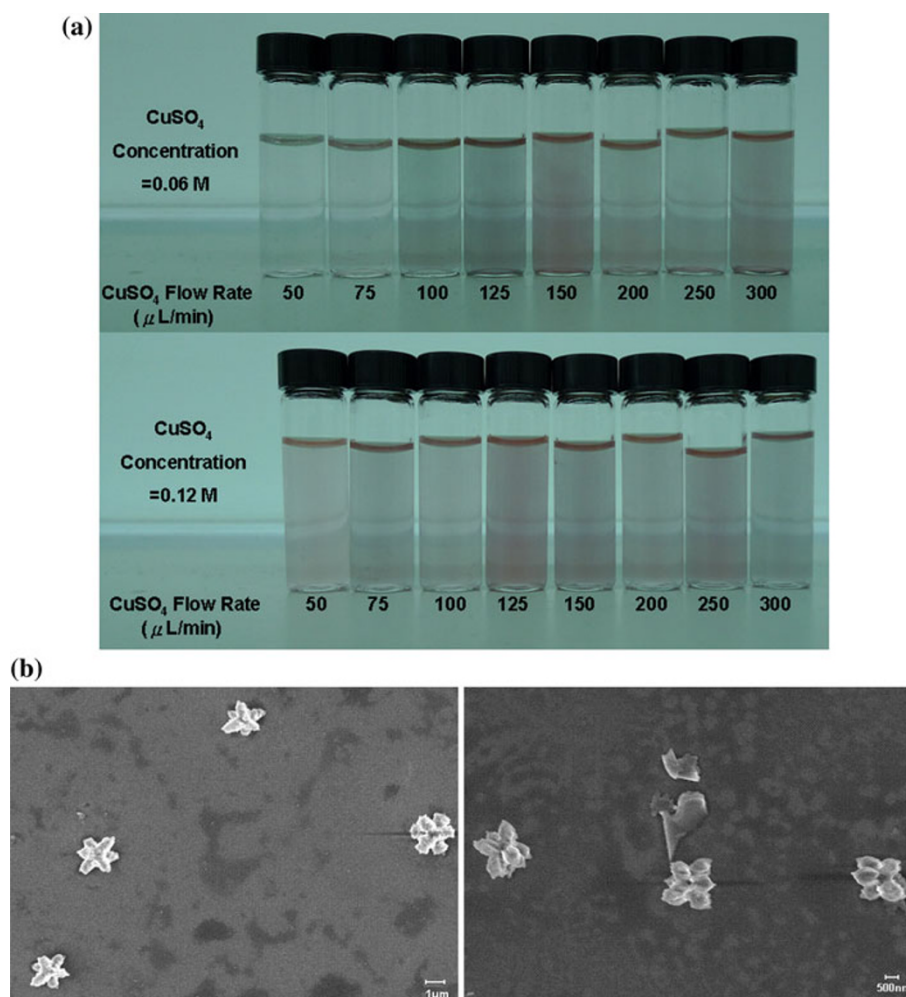 (a)
CuSO₄
Concentration
=0.06 M
CuSO₄ Flow Rate
(μL/min)
50 75 100 125 150 200 250 300
CuSO₄
Concentration
=0.12 M
CuSO₄ Flow Rate
(μL/min)
50 75 100 125 150 200 250 300
(b)
1μm
500nm